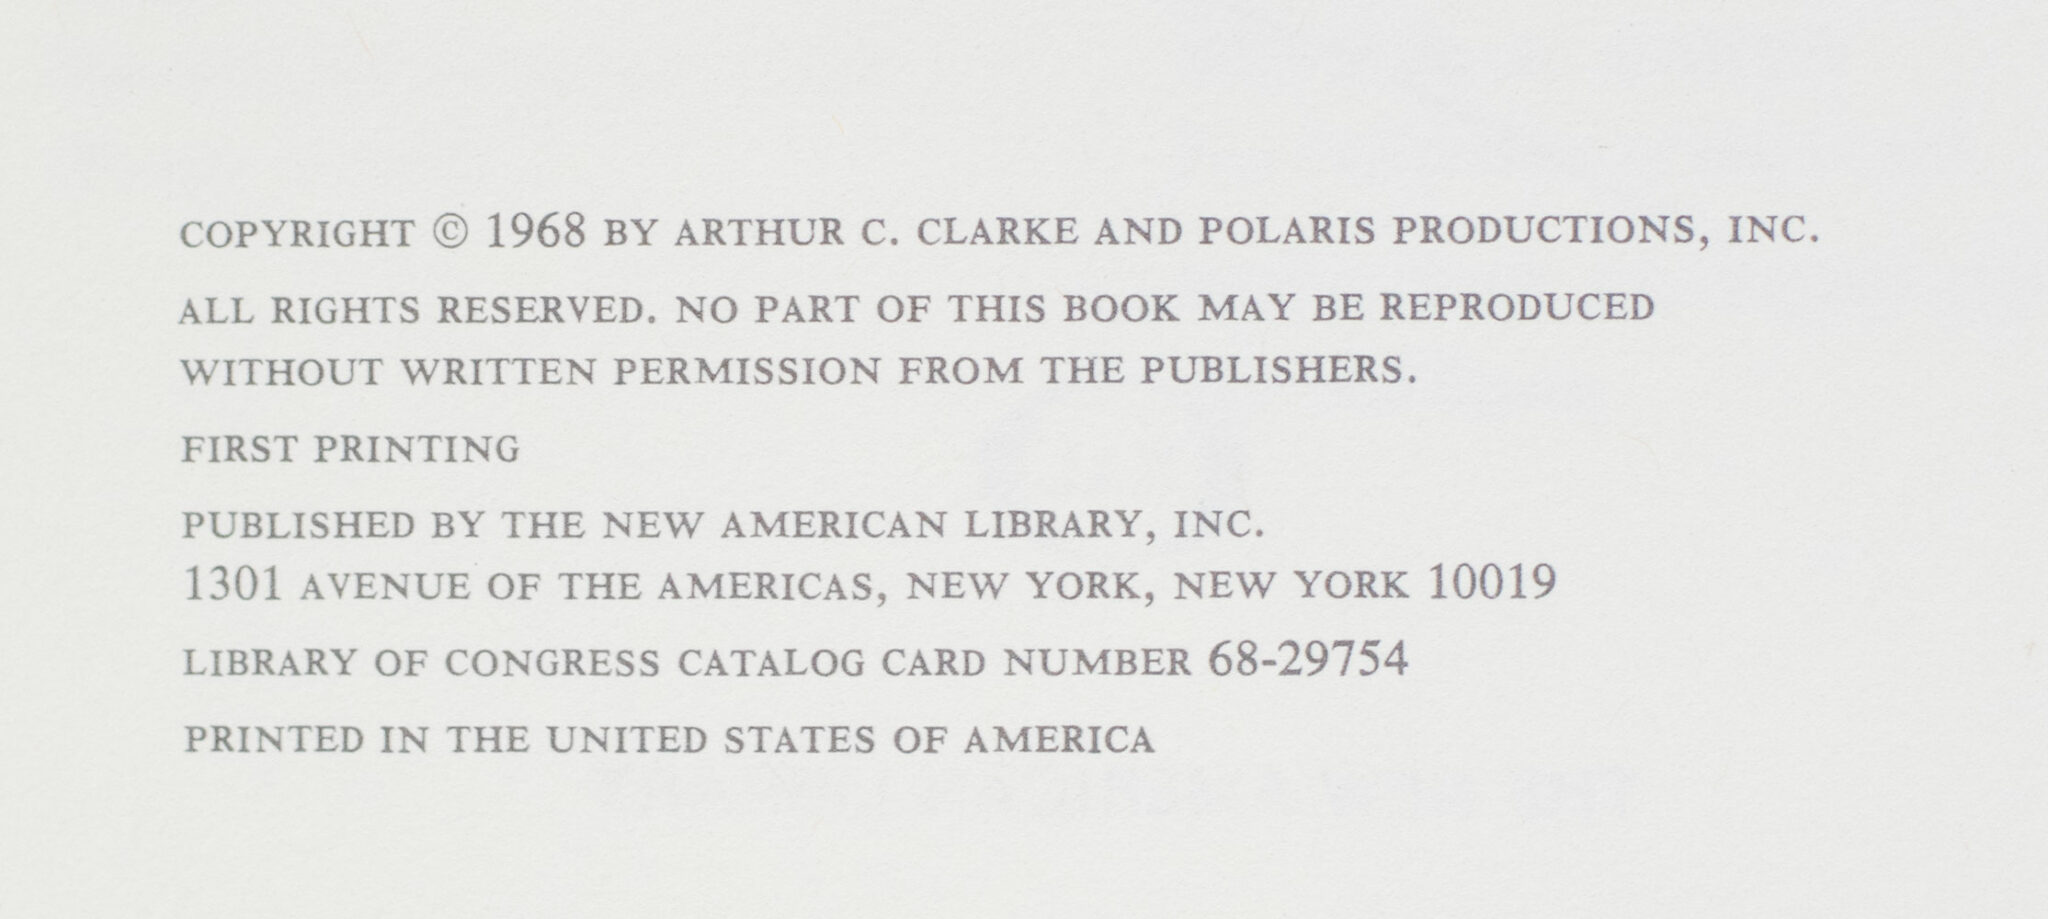 COPYRIGHT © 1968 BY ARTHUR C. CLARKE AND POLARIS PRODUCTIONS, INC.
ALL RIGHTS RESERVED. NO PART OF THIS BOOK MAY BE REPRODUCED
WITHOUT WRITTEN PERMISSION FROM THE PUBLISHERS.
FIRST PRINTING
PUBLISHED BY THE NEW AMERICAN LIBRARY, INC.
1301 AVENUE OF THE AMERICAS, NEW YORK, NEW YORK 10019
LIBRARY OF CONGRESS CATALOG CARD NUMBER 68-29754
PRINTED IN THE UNITED STATES OF AMERICA